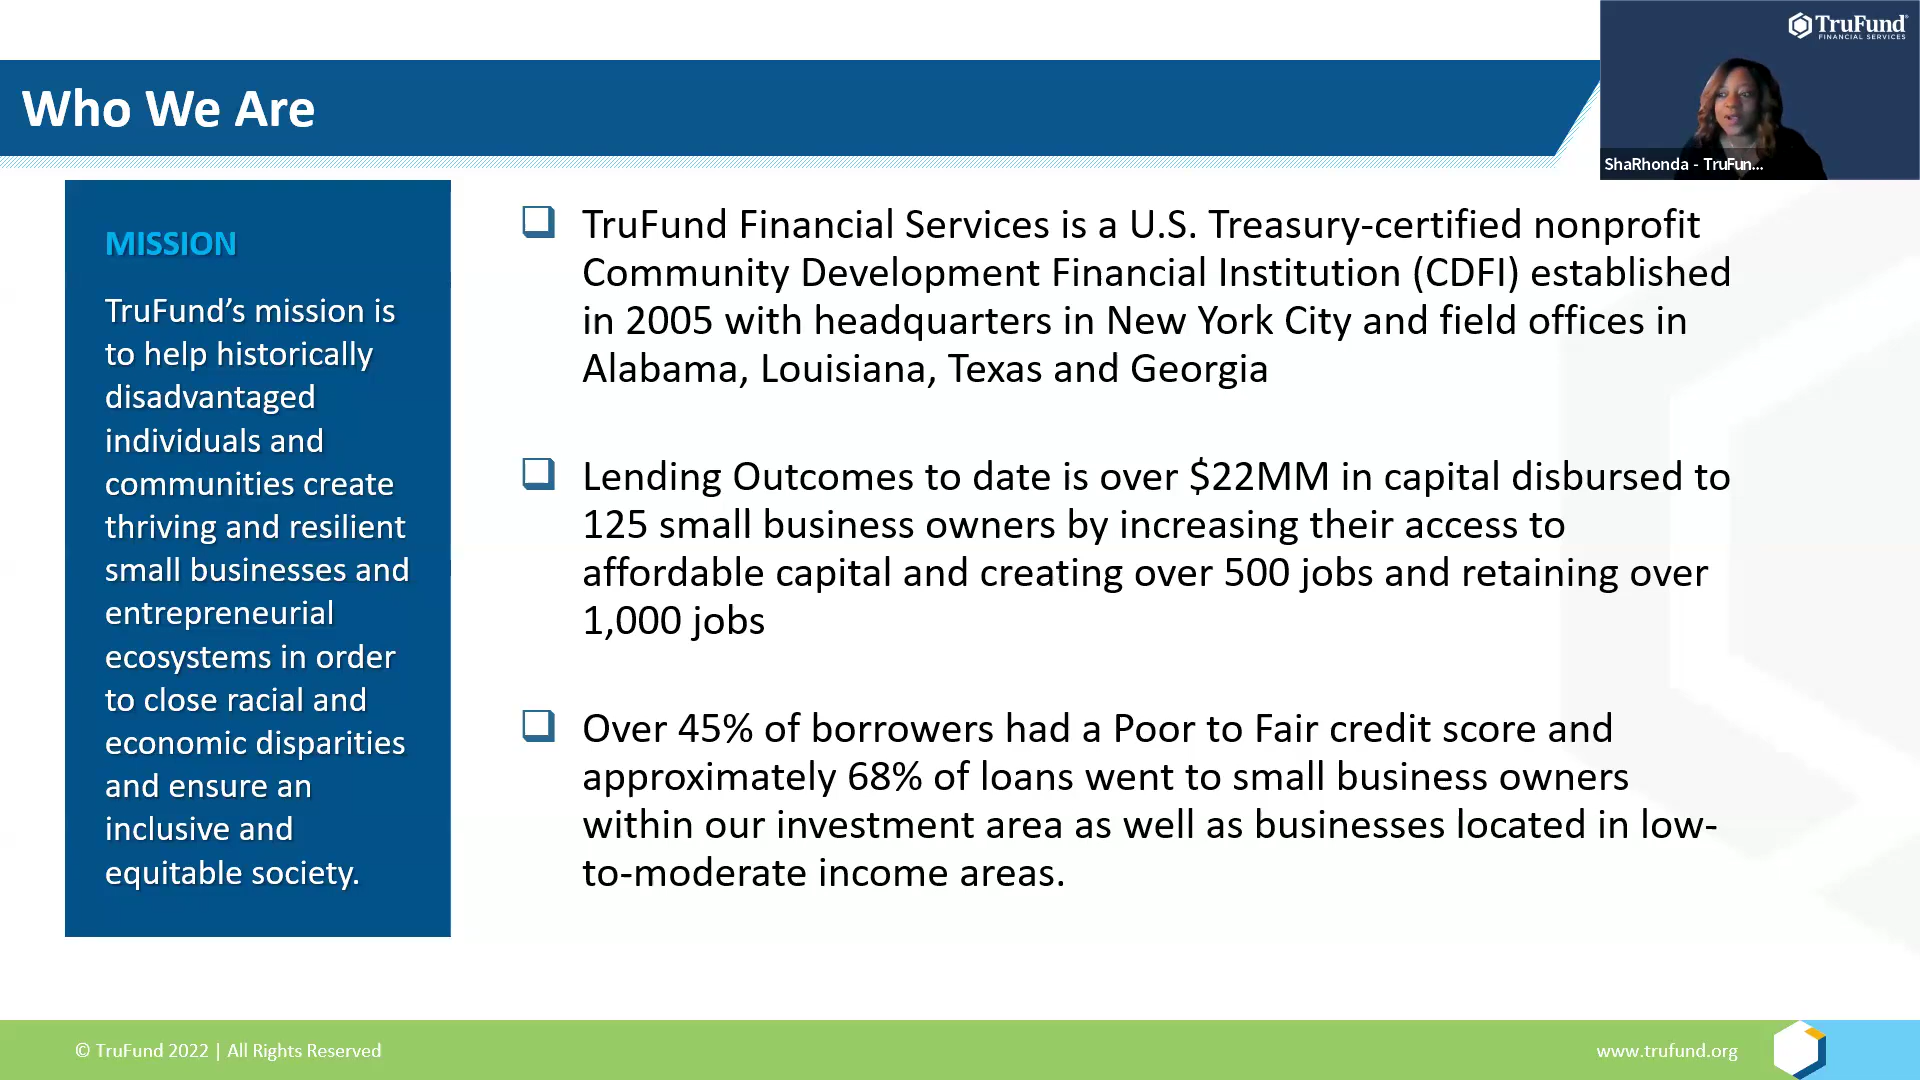 TruFund®
FINANCIAL SERVICES
ShaRhonda - TruFun...
Who We Are
MISSION
TruFund’s mission is
to help historically
disadvantaged
individuals and
communities create
thriving and resilient
small businesses and
entrepreneurial
ecosystems in order
to close racial and
economic disparities
and ensure an
inclusive and
equitable society.
TruFund Financial Services is a U.S. Treasury-certified nonprofit
Community Development Financial Institution (CDFI) established
in 2005 with headquarters in New York City and field offices in
Alabama, Louisiana, Texas and Georgia
Lending Outcomes to date is over $22MM in capital disbursed to
125 small business owners by increasing their access to
affordable capital and creating over 500 jobs and retaining over
1,000 jobs
Over 45% of borrowers had a Poor to Fair credit score and
approximately 68% of loans went to small business owners
within our investment area as well as businesses located in low-
to-moderate income areas.
© TruFund 2022 | All Rights Reserved
www.trufund.org